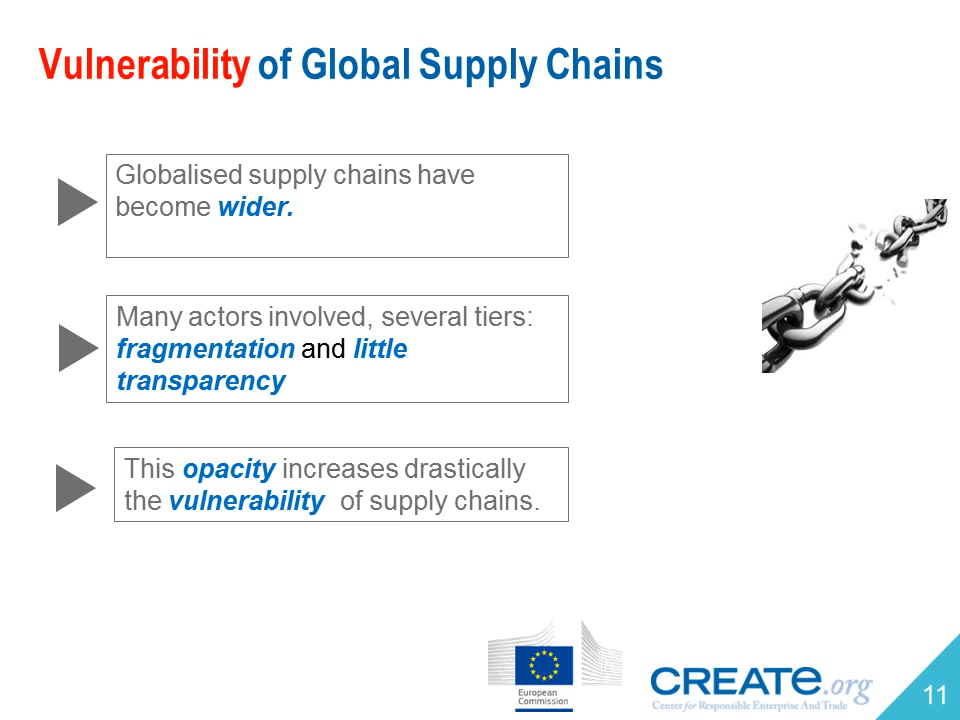 Vulnerability of Global Supply Chains
Globalised supply chains have
become wider.
Many actors involved, several tiers:
fragmentation and little
transparency
This opacity increases drastically
the vulnerability of supply chains.
European
Commission
CREATe.org
Center for Responsible Enterprise And Trade
11